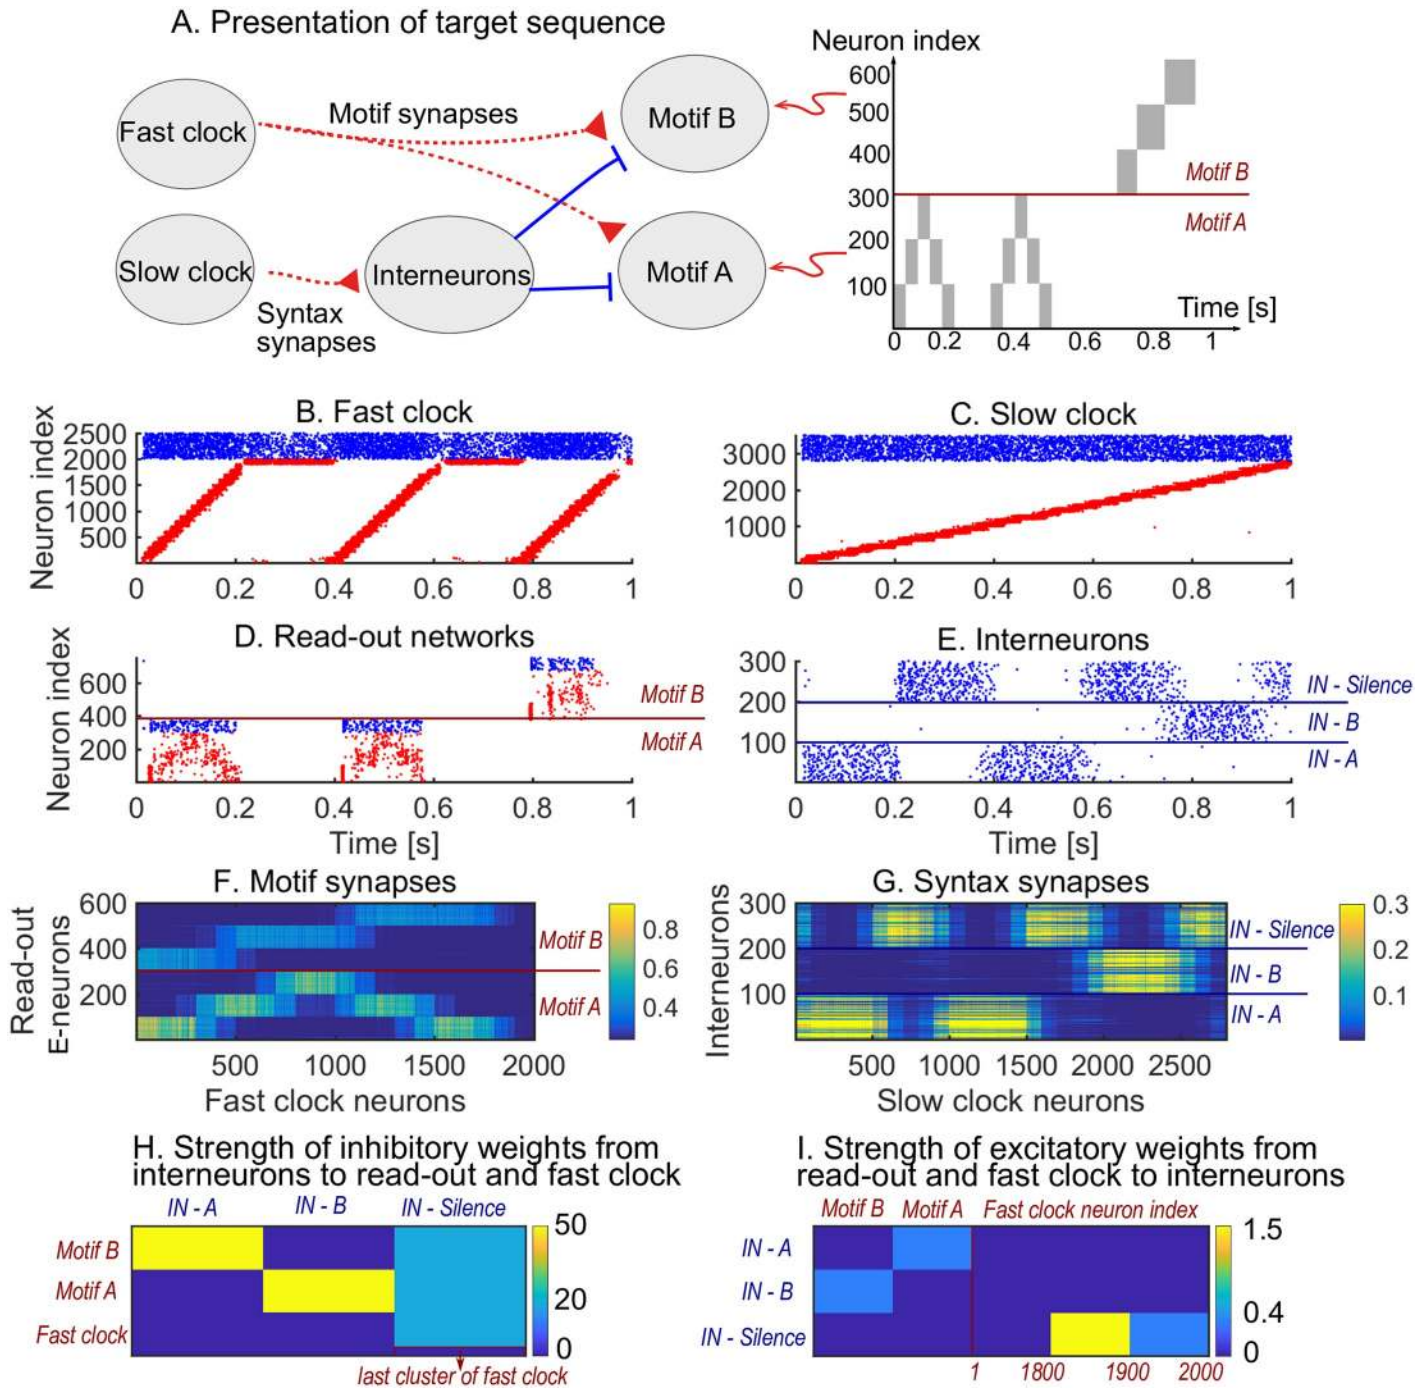 A. Presentation of target sequence
Fast clock
Motif synapses
Motif B
Slow clock
Interneurons
Motif A
Syntax
synapses
Neuron index
600
500
400
300
200
100
Motif B
Motif A
Time [s]
0 0.2 0.4 0.6 0.8 1
B. Fast clock
Neuron index
2500
2000
1500
1000
500
0 0.2 0.4 0.6 0.8 1
C. Slow clock
3000
2000
1000
0 0.2 0.4 0.6 0.8 1
D. Read-out networks
Neuron index
600
400
200
Motif B
Motif A
0 0.2 0.4 0.6 0.8 1
Time [s]
E. Interneurons
300
200
100
IN - Silence
IN - B
IN - A
0 0.2 0.4 0.6 0.8 1
Time [s]
F. Motif synapses
Read-out
E-neurons
600
400
200
Motif B
Motif A
0.8
0.6
0.4
500 1000 1500 2000
Fast clock neurons
G. Syntax synapses
Interneurons
300
200
100
IN - Silence
IN - B
IN - A
0.3
0.2
0.1
500 1000 1500 2000 2500
Slow clock neurons
H. Strength of inhibitory weights from
interneurons to read-out and fast clock
IN - A IN - B IN - Silence
Motif B
Motif A
Fast clock
50
20
0
last cluster of fast clock
I. Strength of excitatory weights from
read-out and fast clock to interneurons
Motif B Motif A Fast clock neuron index
IN - A
IN - B
IN - Silence
1.5
0.4
0
1 1800 1900 2000